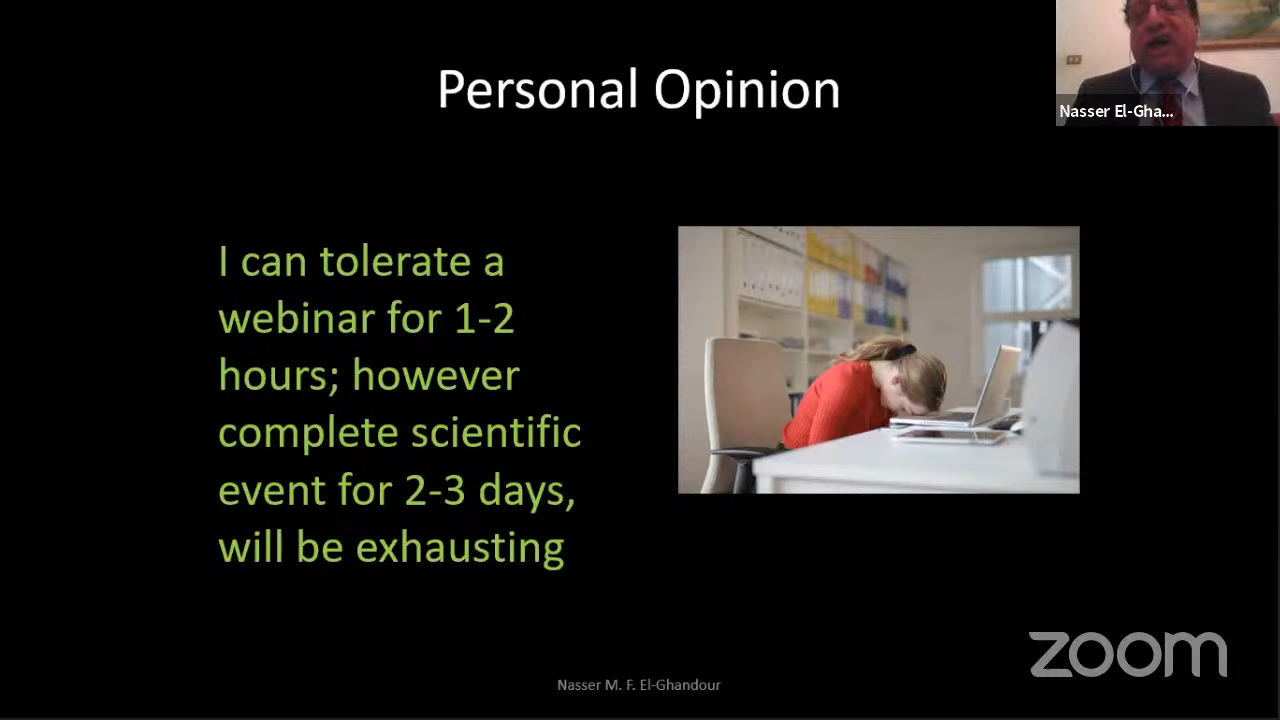 Personal Opinion
Nasser El-Gha...
I can tolerate a
webinar for 1-2
hours; however
complete scientific
event for 2-3 days,
will be exhausting
zoom
Nasser M. F. El-Ghandour